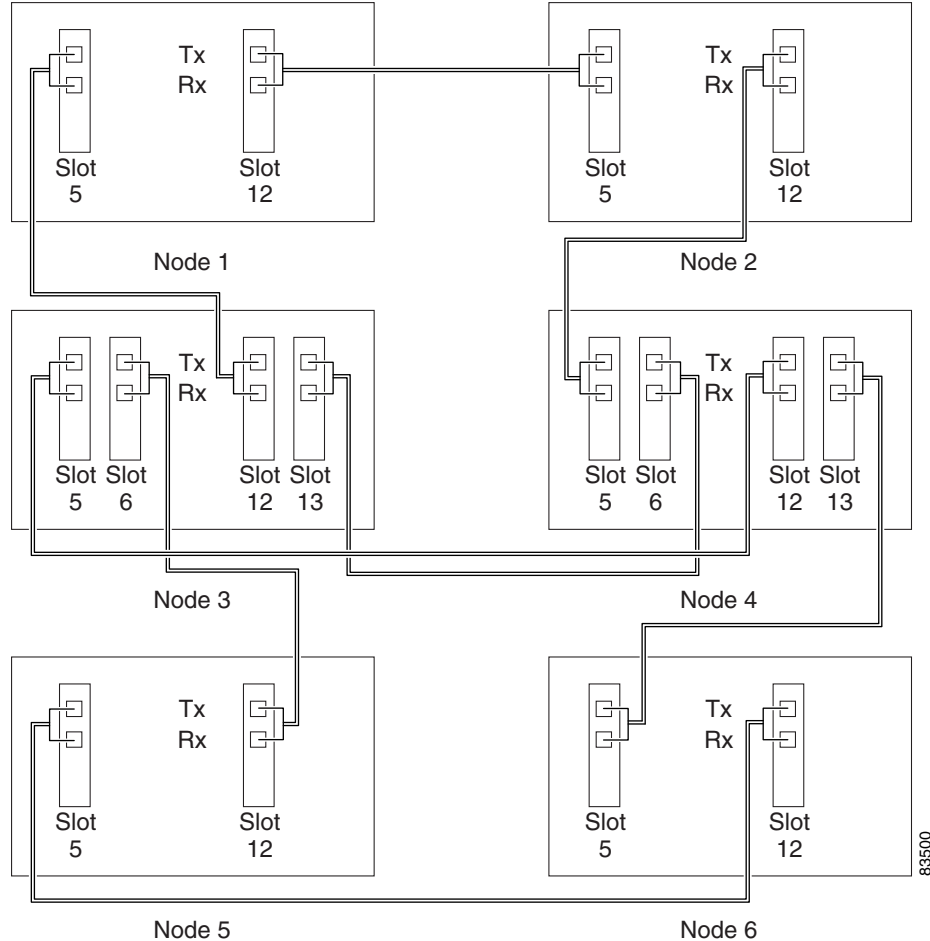 Tx
Rx
Tx
Rx
Slot
5
Slot
12
Slot
5
Slot
12
Node 1
Node 2
Tx
Rx
Tx
Rx
Slot
5
Slot
6
Slot
12
Slot
13
Slot
5
Slot
6
Slot
12
Slot
13
Node 3
Node 4
Tx
Rx
Tx
Rx
Slot
5
Slot
12
Slot
5
Slot
12
83500
Node 5
Node 6